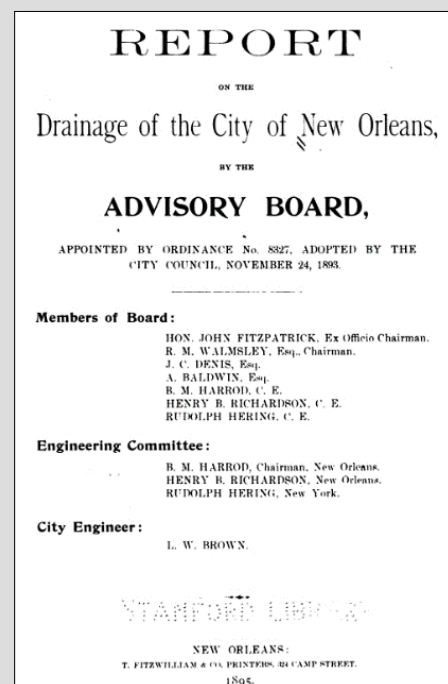 REPORT
ON THE
Drainage of the City of New Orleans,
BY THE
ADVISORY BOARD,
APPOINTED BY ORDINANCE No. 8327, ADOPTED BY THE
CITY COUNCIL, NOVEMBER 24, 1893.
Members of Board:
HON. JOHN FITZPATRICK, Ex Officio Chairman.
R. M. WALMSLEY, Esq., Chairman.
J. C. DENIS, Esq.
A. BALDWIN, Esq.
B. M. HARROD, C. E.
HENRY B. RICHARDSON, C. E.
RUDOLPH HERING, C. E.
Engineering Committee:
B. M. HARROD, Chairman, New Orleans.
HENRY B. RICHARDSON, New Orleans.
RUDOLPH HERING, New York.
City Engineer:
L. W. BROWN.
STAMFORD LIBRARY
NEW ORLEANS:
T. FITZWILLIAM & CO. PRINTERS, 324 CAMP STREET.
1895.